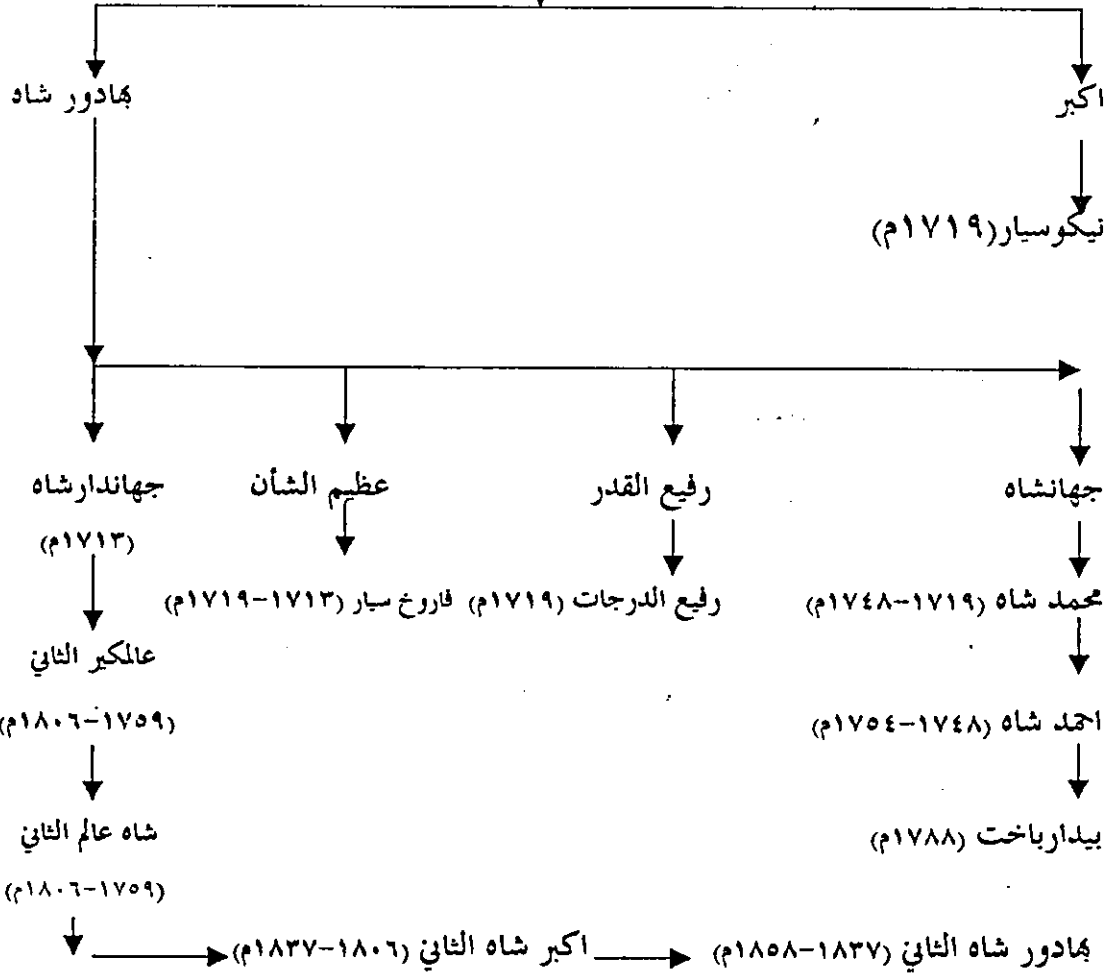 اكبر بهادور شاه
نيكوسيار (١٧١٩م)
جهانشاه رفيع القدر عظيم الشأن جهاندارشاه
(١٧١٣م)
محمد شاه (١٧١٩-١٧٤٨م) رفيع الدرجات (١٧١٩م) فاروخ سيار (١٧١٣-١٧١٩م)
عالمكير الثاني
احمد شاه (١٧٤٨-١٧٥٤م) (١٧٥٩-١٨٠٦م)
بيدارباخت (١٧٨٨م) شاه عالم الثاني
(١٧٥٩-١٨٠٦م)
بهادور شاه الثاني (١٨٣٧-١٨٥٨م) اكبر شاه الثاني (١٨٠٦-١٨٣٧م)